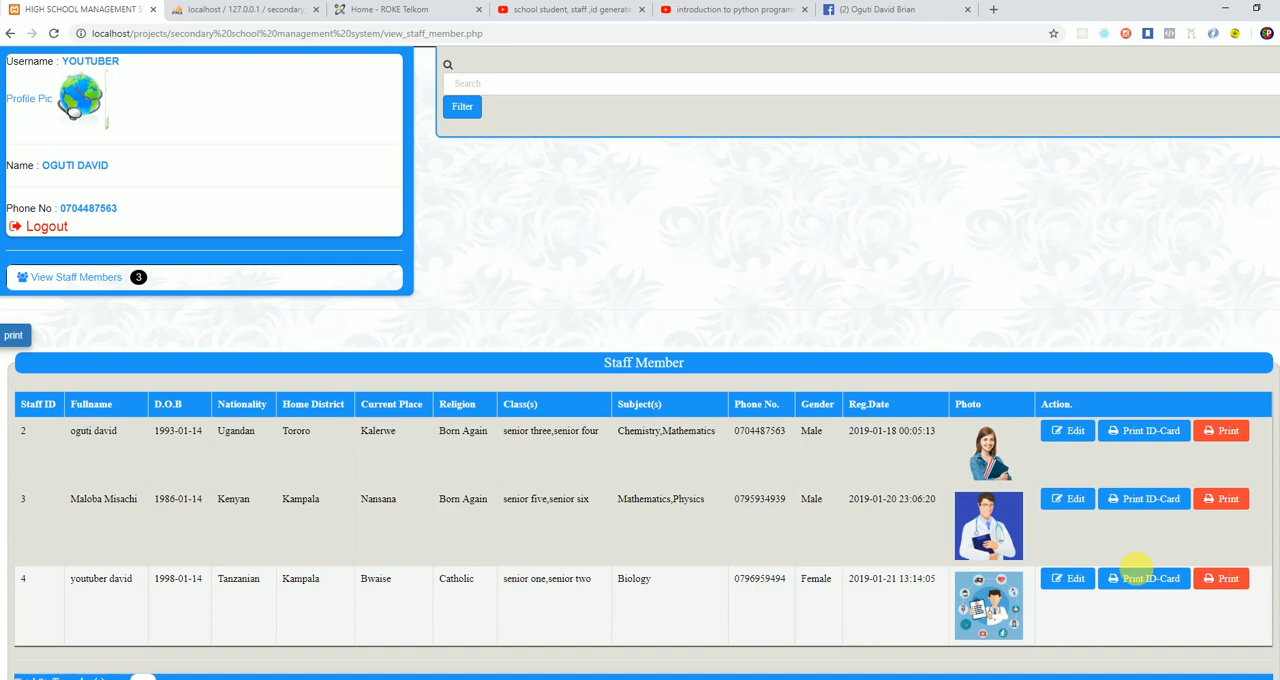 HIGH SCHOOL MANAGEMENT S
localhost / 127.0.0.1 / secondary
Home - ROKE Telkom
school student, staff ,id generate
introduction to python program
(2) Oguti David Brian
localhost/projects/secondary%20school%20management%20system/view_staff_member.php
Username : YOUTUBER
Profile Pic
Name : OGUTI DAVID
Phone No : 0704487563
Logout
View Staff Members 3
Search
Filter
print
Staff Member
Staff ID Fullname D.O.B Nationality Home District Current Place Religion Class(s) Subject(s) Phone No. Gender Reg.Date Photo Action.
2 oguti david 1993-01-14 Ugandan Tororo Kalerwe Born Again senior three,senior four Chemistry,Mathematics 0704487563 Male 2019-01-18 00:05:13 Edit Print ID-Card Print
3 Maloba Misachi 1986-01-14 Kenyan Kampala Nansana Born Again senior five,senior six Mathematics,Physics 0795934939 Male 2019-01-20 23:06:20 Edit Print ID-Card Print
4 youtuber david 1998-01-14 Tanzanian Kampala Bwaise Catholic senior one,senior two Biology 0796959494 Female 2019-01-21 13:14:05 Edit Print ID-Card Print